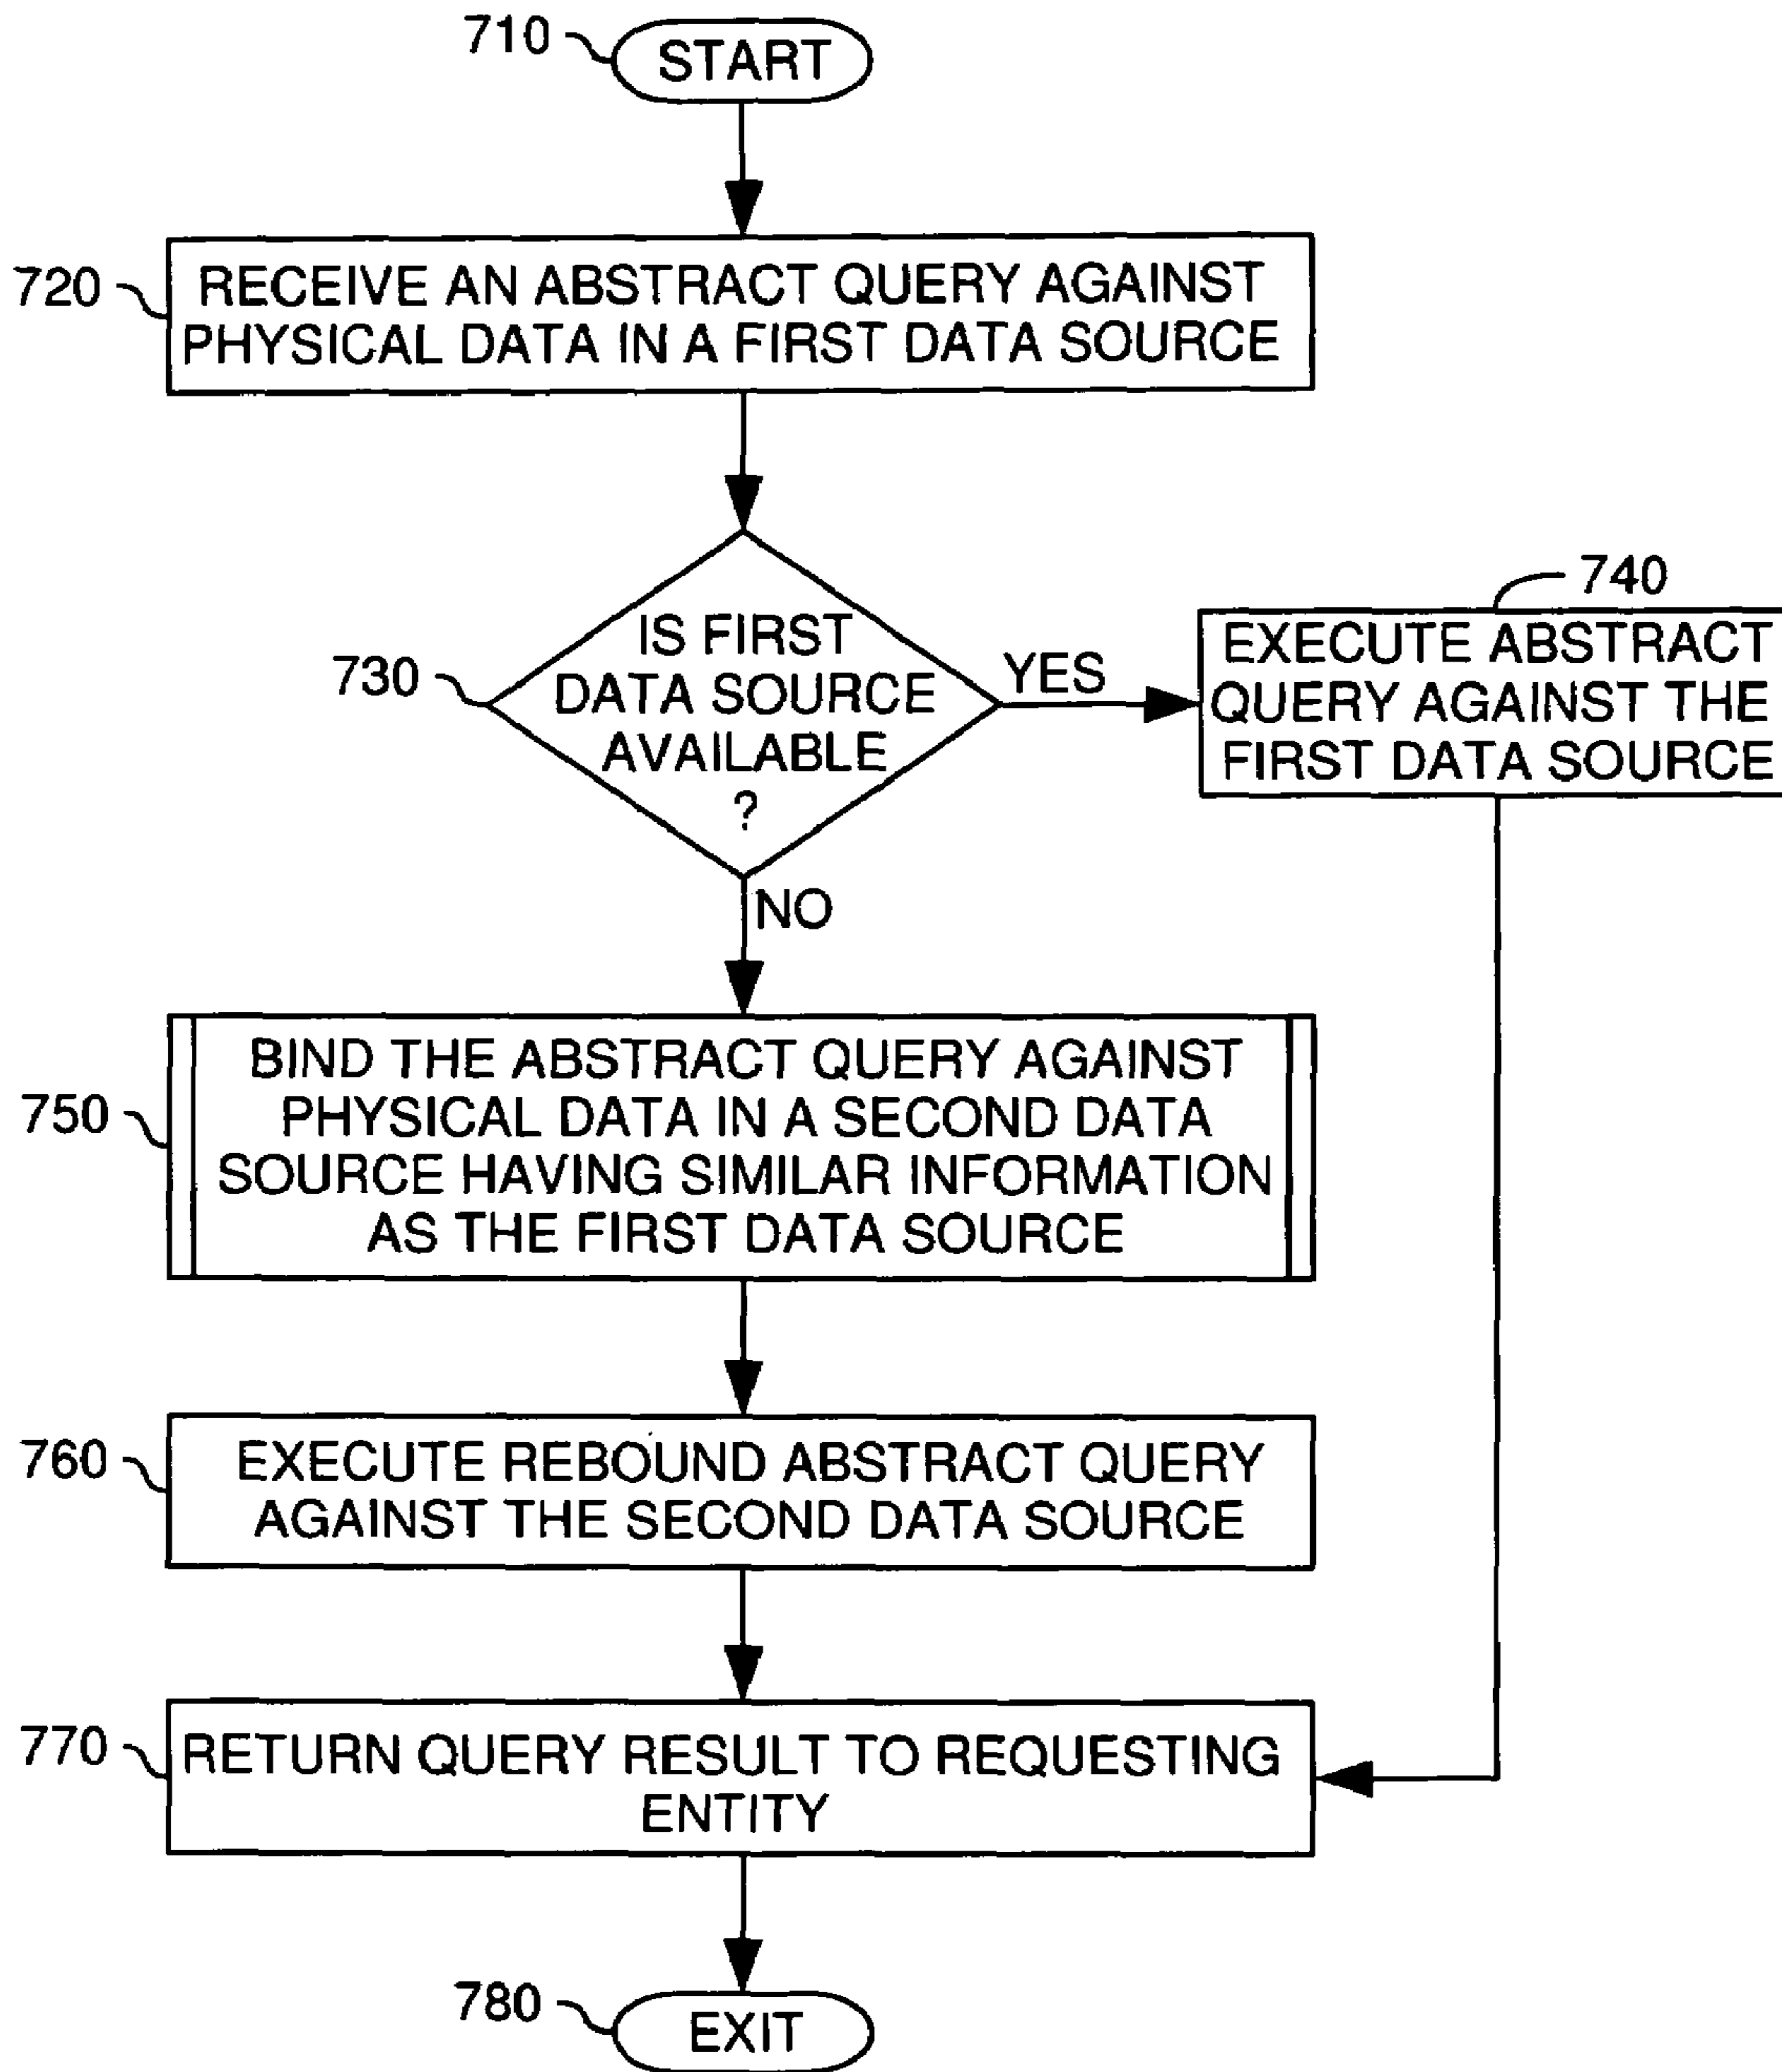 710
START
720
RECEIVE AN ABSTRACT QUERY AGAINST
PHYSICAL DATA IN A FIRST DATA SOURCE
730
IS FIRST
DATA SOURCE
AVAILABLE
?
YES
740
EXECUTE ABSTRACT
QUERY AGAINST THE
FIRST DATA SOURCE
NO
750
BIND THE ABSTRACT QUERY AGAINST
PHYSICAL DATA IN A SECOND DATA
SOURCE HAVING SIMILAR INFORMATION
AS THE FIRST DATA SOURCE
760
EXECUTE REBOUND ABSTRACT QUERY
AGAINST THE SECOND DATA SOURCE
770
RETURN QUERY RESULT TO REQUESTING
ENTITY
780
EXIT